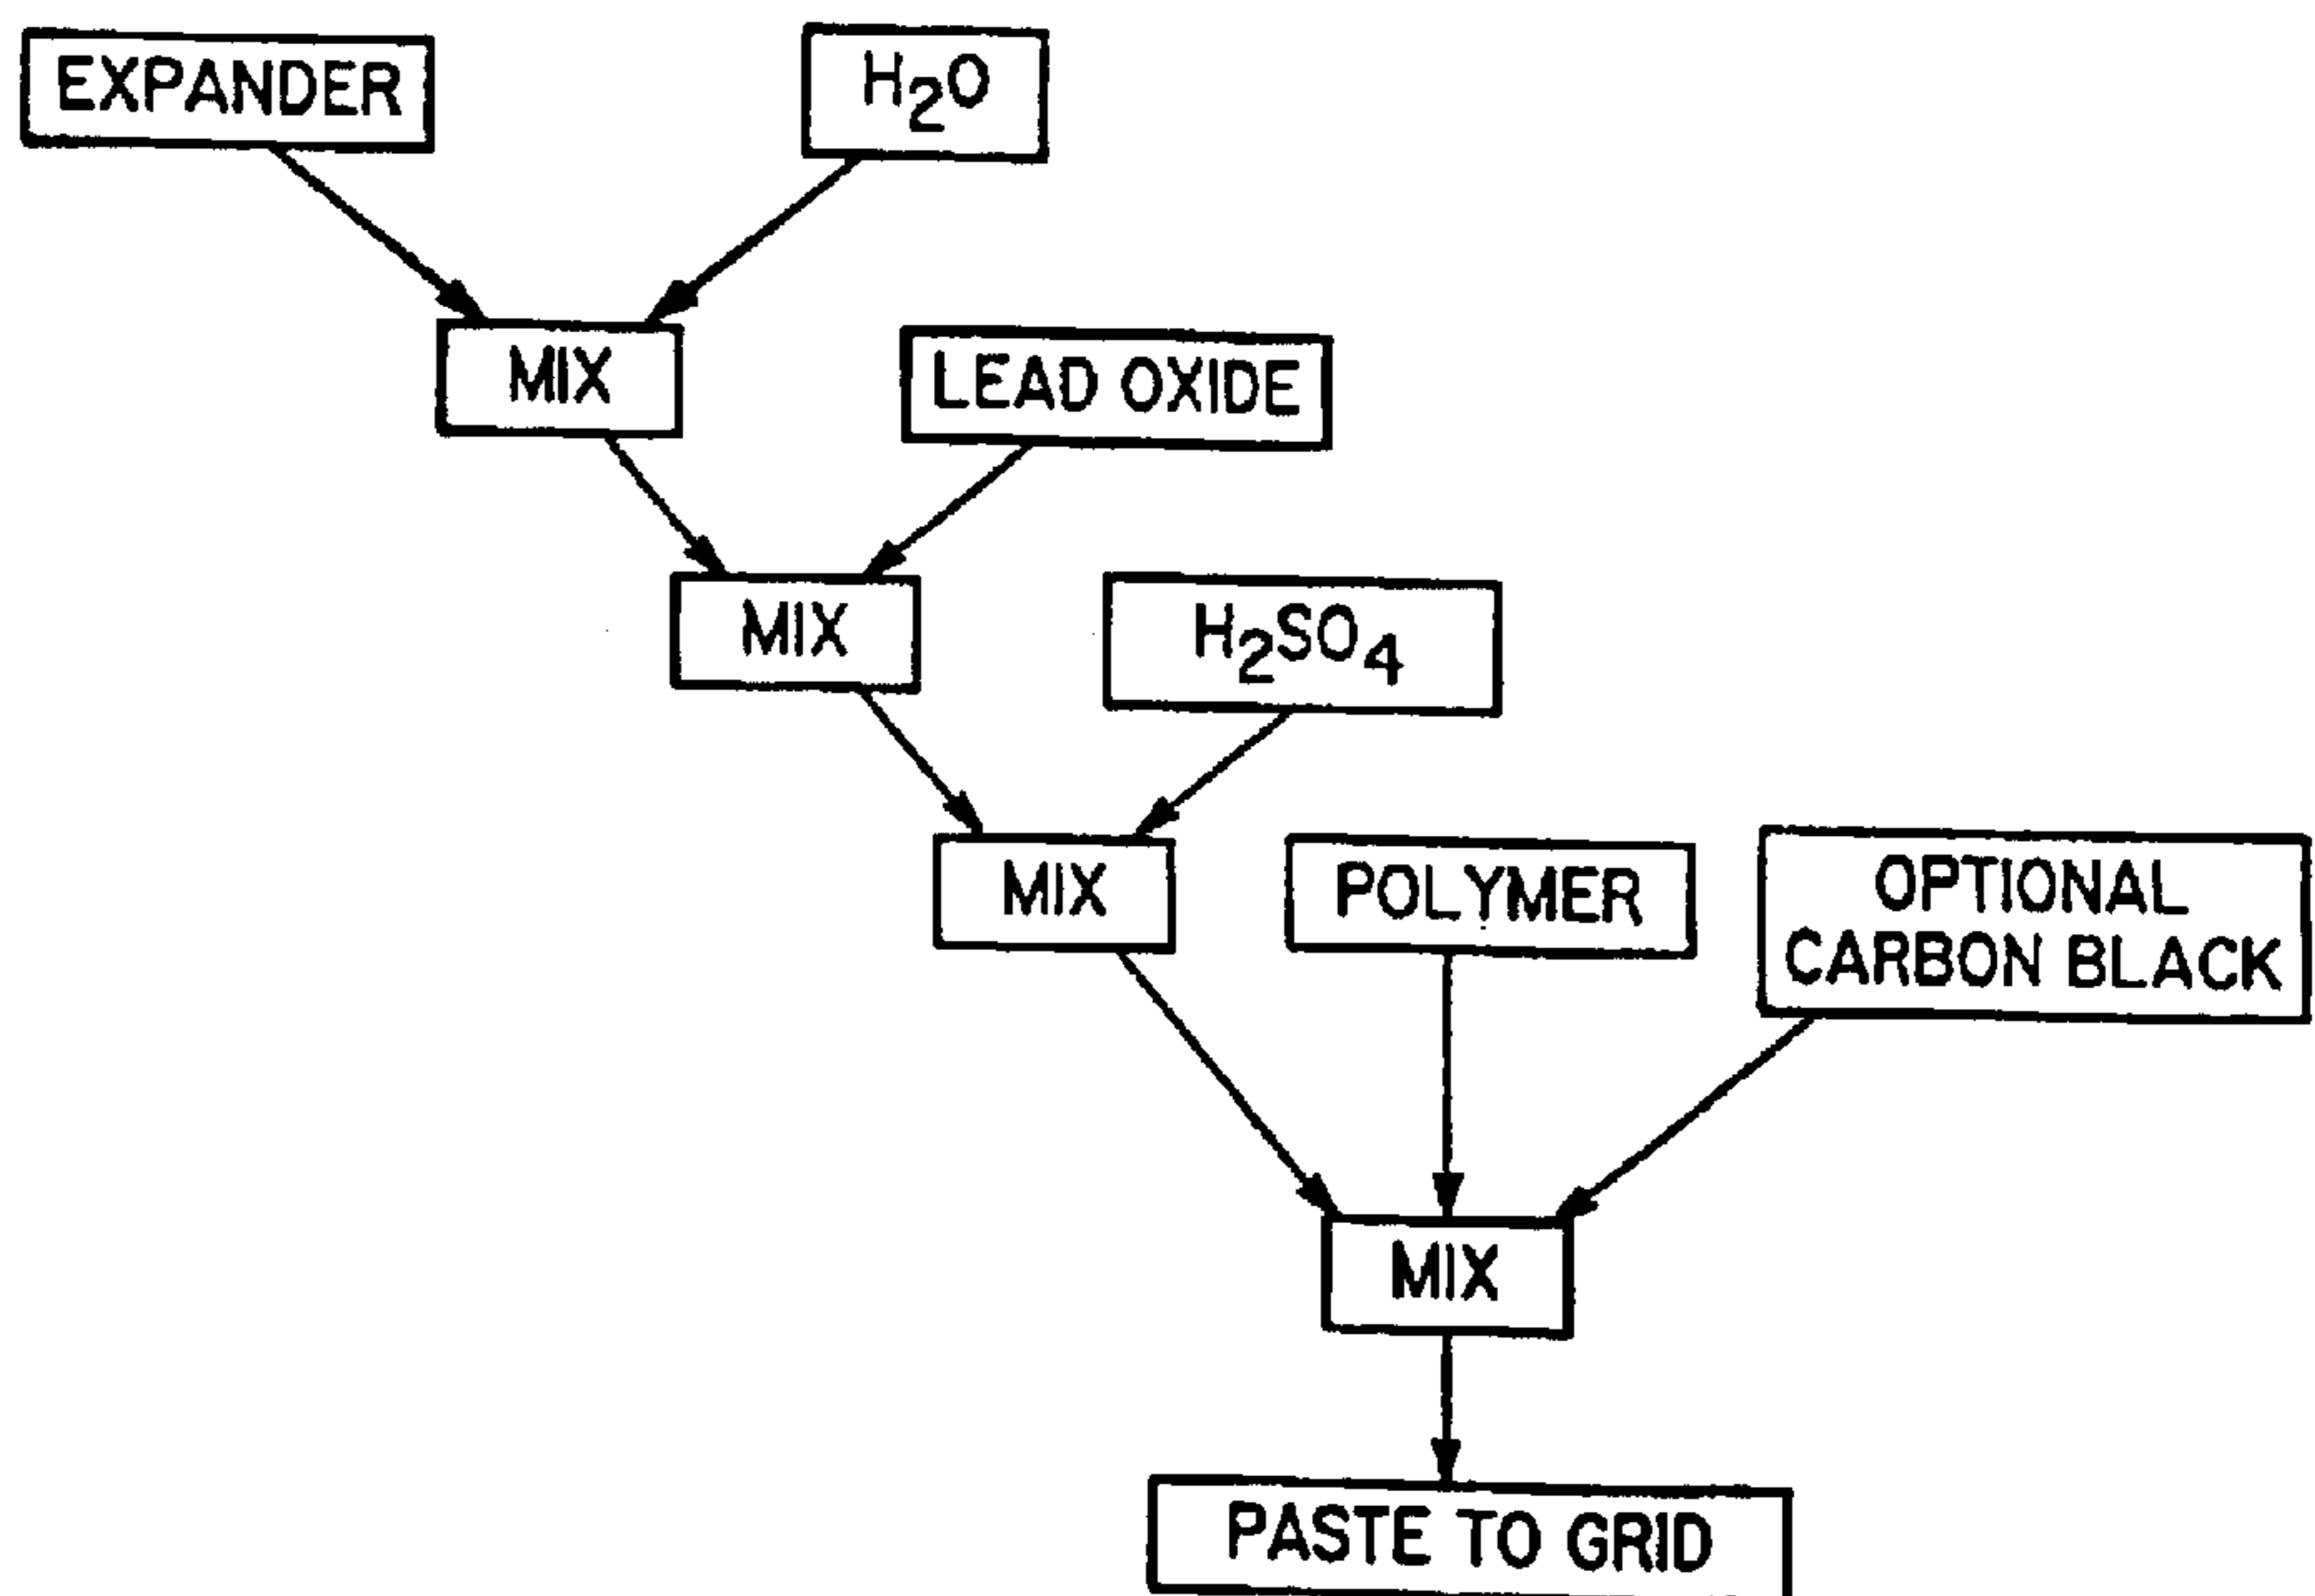 EXPANDER
H2O
MIX
LEAD OXIDE
MIX
H2SO4
MIX
POLYMER
OPTIONAL
CARBON BLACK
MIX
PASTE TO GRID